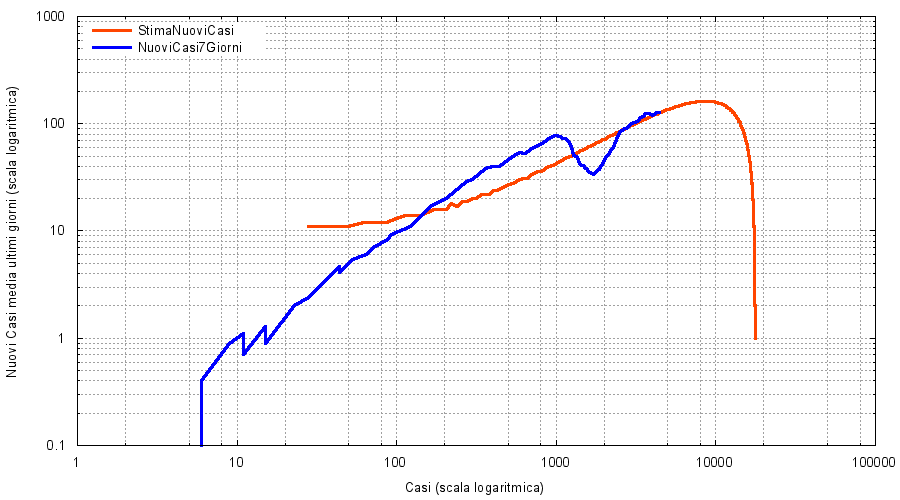 1000
StimaNuoviCasi
NuoviCasi7Giorni
100
10
1
0.1
Nuovi Casi media ultimi giorni (scala logaritmica)
1 10 100 1000 10000 100000
Casi (scala logaritmica)